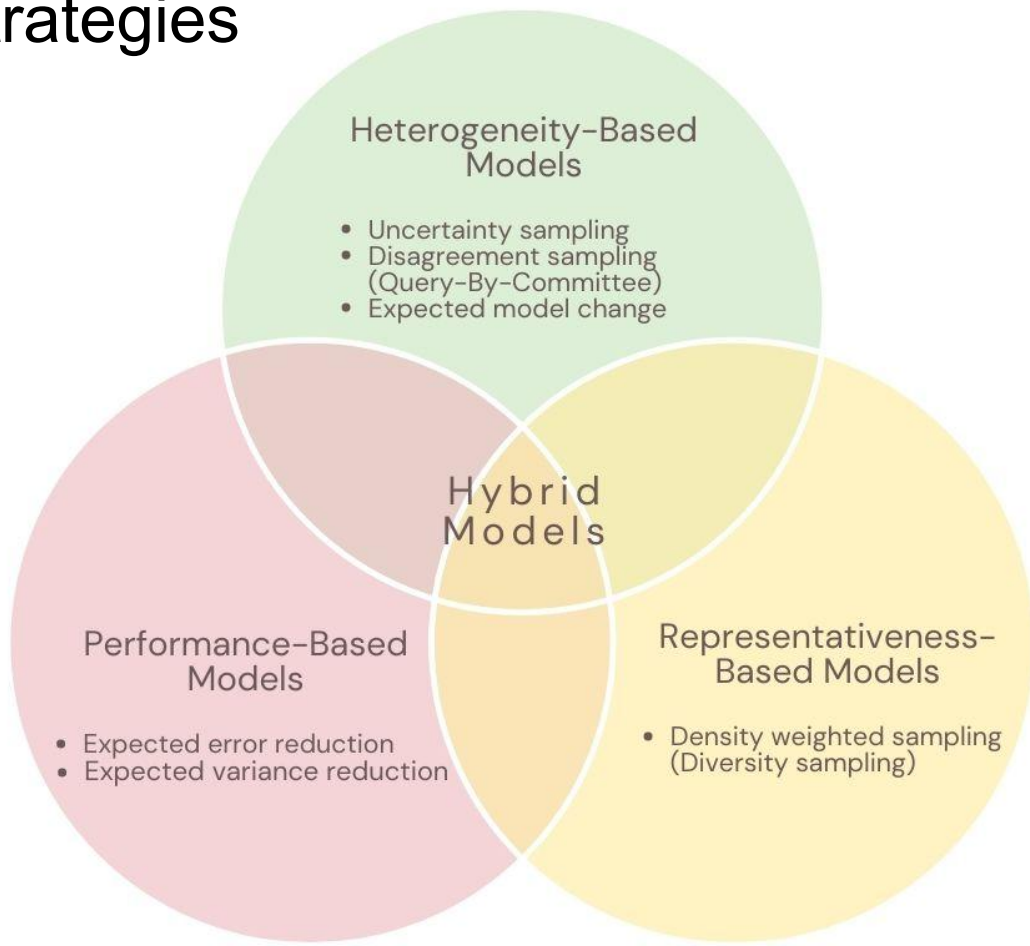 rategies
Heterogeneity-Based
Models
• Uncertainty sampling
• Disagreement sampling
(Query-By-Committee)
• Expected model change
Hybrid
Models
Performance-Based
Models
• Expected error reduction
• Expected variance reduction
Representativeness-
Based Models
• Density weighted sampling
(Diversity sampling)